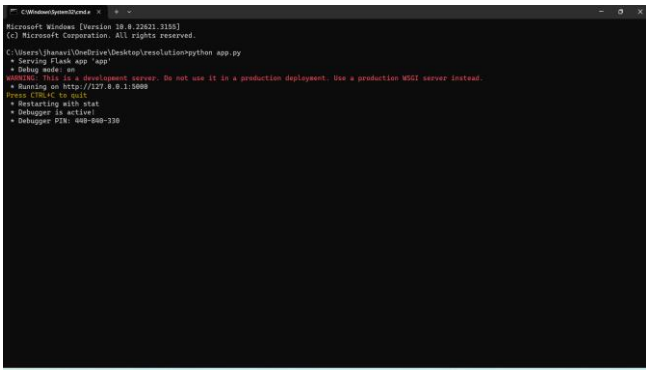 C:\Windows\System32\cmd.e
Microsoft Windows [Version 10.0.22621.3155]
(c) Microsoft Corporation. All rights reserved.
C:\Users\jhanavi\OneDrive\Desktop\resolution>python app.py
* Serving Flask app 'app'
* Debug mode: on
WARNING: This is a development server. Do not use it in a production deployment. Use a production WSGI server instead.
* Running on http://127.0.0.1:5000
Press CTRL+C to quit
* Restarting with stat
* Debugger is active!
* Debugger PIN: 440-040-330